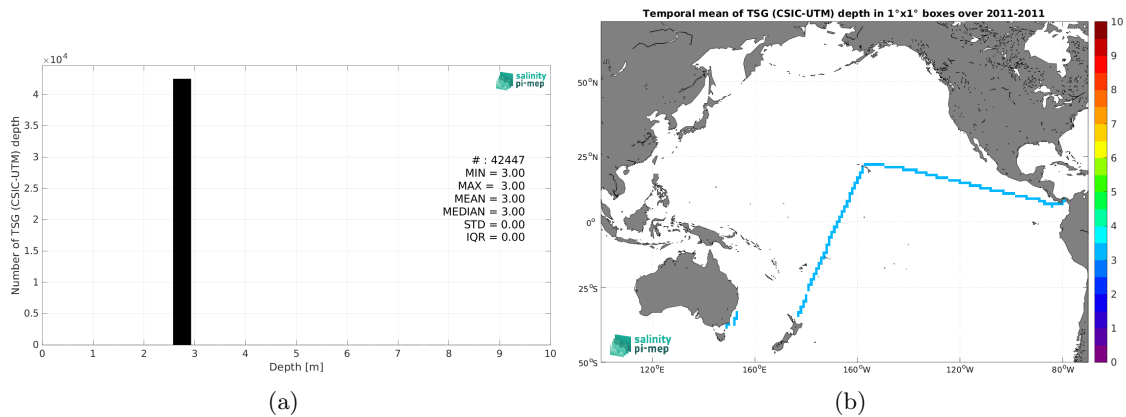 ×10⁴
4
3.5
3
2.5
2
1.5
1
0.5
0
Number of TSG (CSIC-UTM) depth
0 1 2 3 4 5 6 7 8 9 10
Depth [m]
salinity
pi-mep
# : 42447
MIN = 3.00
MAX = 3.00
MEAN = 3.00
MEDIAN = 3.00
STD = 0.00
IQR = 0.00
(a)
Temporal mean of TSG (CSIC-UTM) depth in 1°x1° boxes over 2011-2011
50°N
25°N
0°
25°S
50°S
120°W 160°W 160°W 120°W 80°W
salinity
pi-mep
10
9
8
7
6
5
4
3
2
1
0
(b)